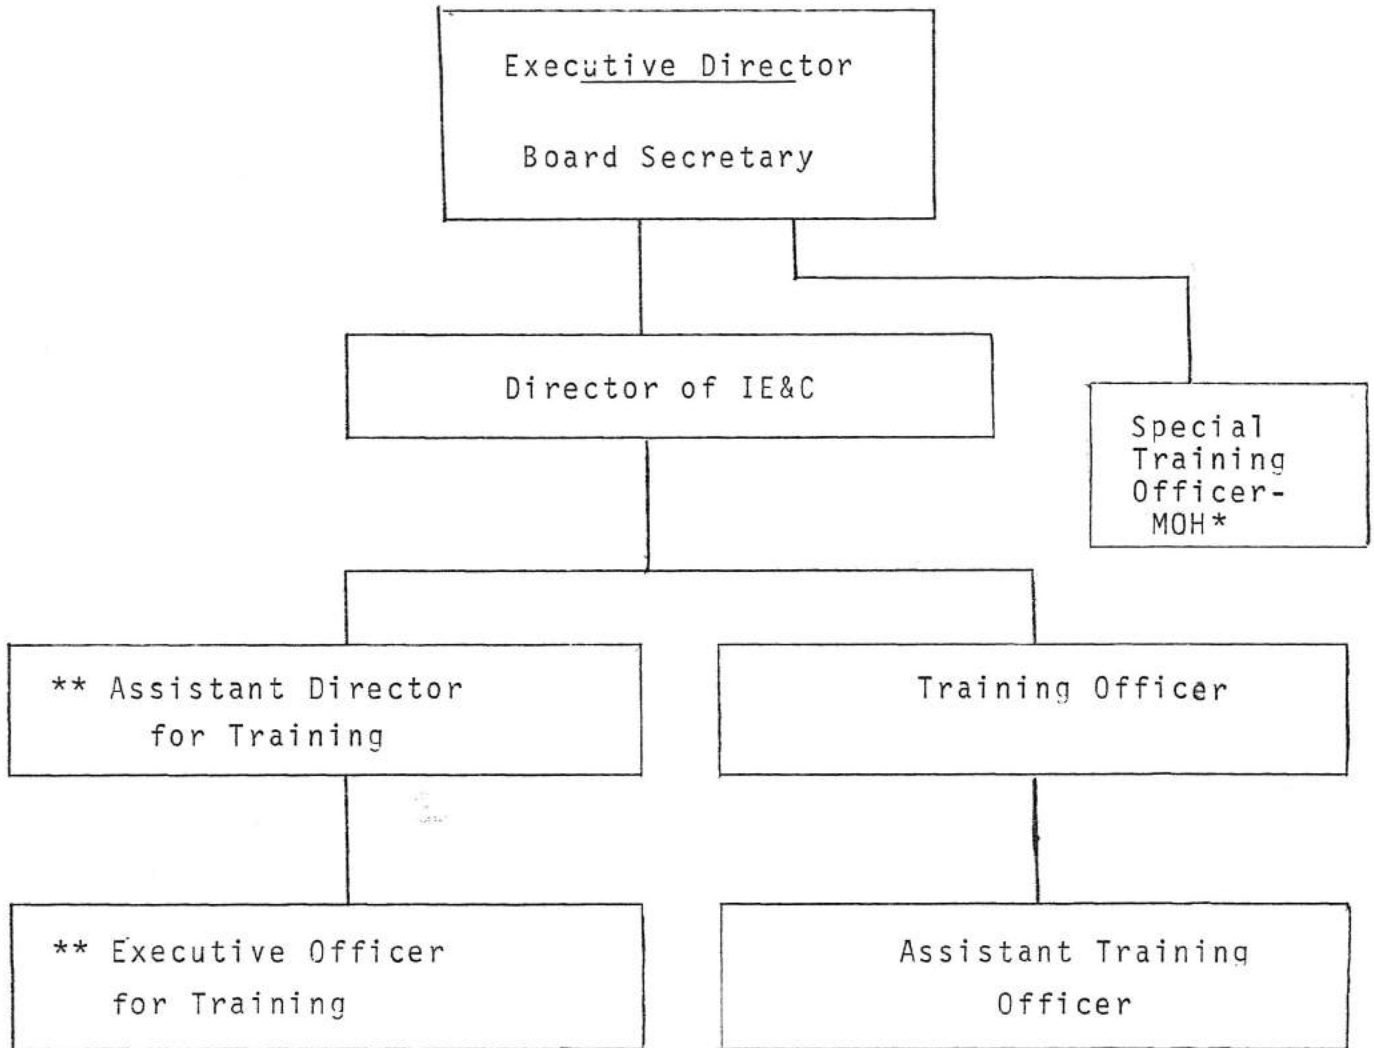 Executive Director
Board Secretary
Director of IE&C
Special
Training
Officer-
MOH*
** Assistant Director
for Training
Training Officer
** Executive Officer
for Training
Assistant Training
Officer